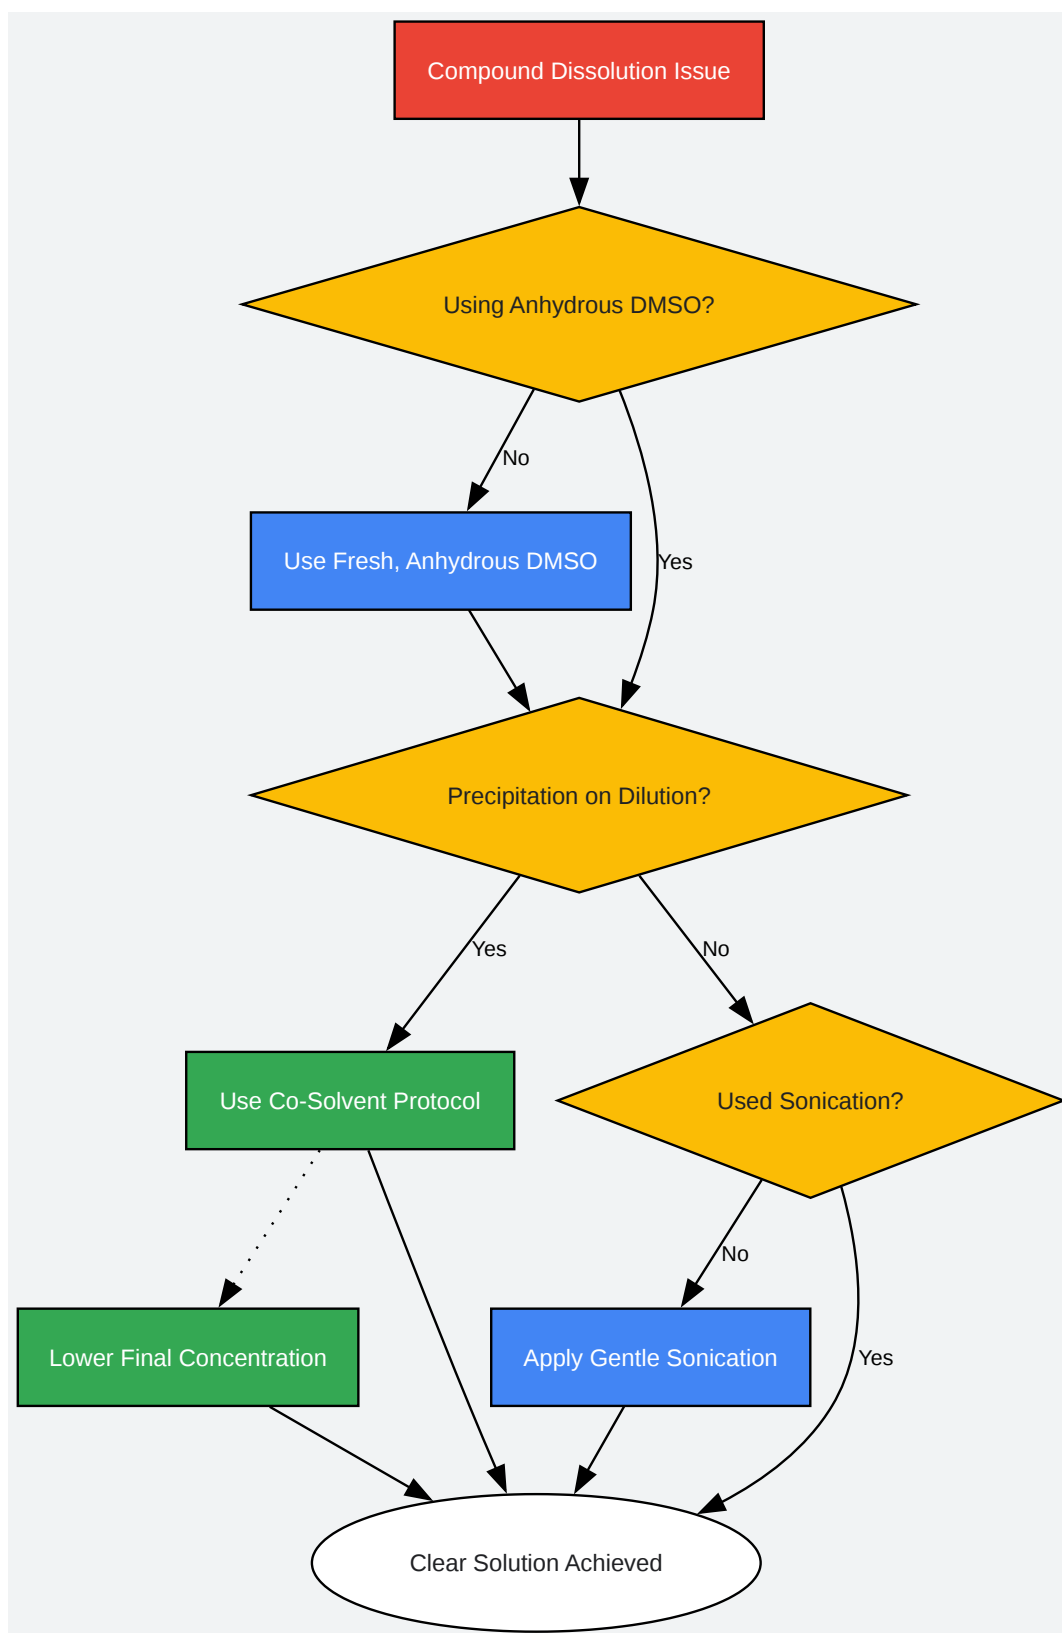 Compound Dissolution Issue
Using Anhydrous DMSO?
No
Use Fresh, Anhydrous DMSO
Yes
Precipitation on Dilution?
Yes
No
Use Co-Solvent Protocol
Used Sonication?
No
Lower Final Concentration
Apply Gentle Sonication
Yes
Clear Solution Achieved